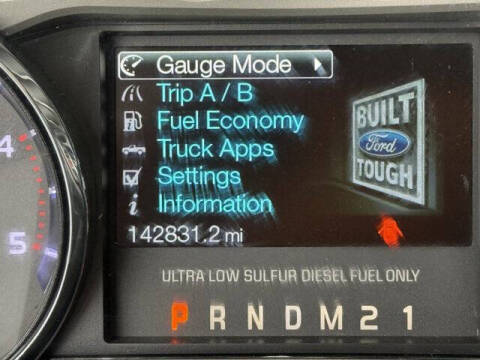 Gauge Mode
Trip A / B
Fuel Economy
Truck Apps
Settings
Information
142831.2 mi
BUILT
Ford
TOUGH
4
5
ULTRA LOW SULFUR DIESEL FUEL ONLY
P R N D M 2 1